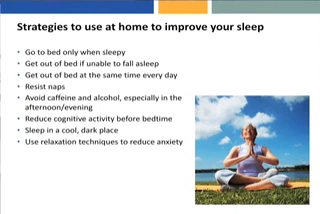 Strategies to use at home to improve your sleep
• Go to bed only when sleepy
• Get out of bed if unable to fall asleep
• Get out of bed at the same time every day
• Resist naps
• Avoid caffeine and alcohol, especially in the
afternoon/evening
• Reduce cognitive activity before bedtime
• Sleep in a cool, dark place
• Use relaxation techniques to reduce anxiety